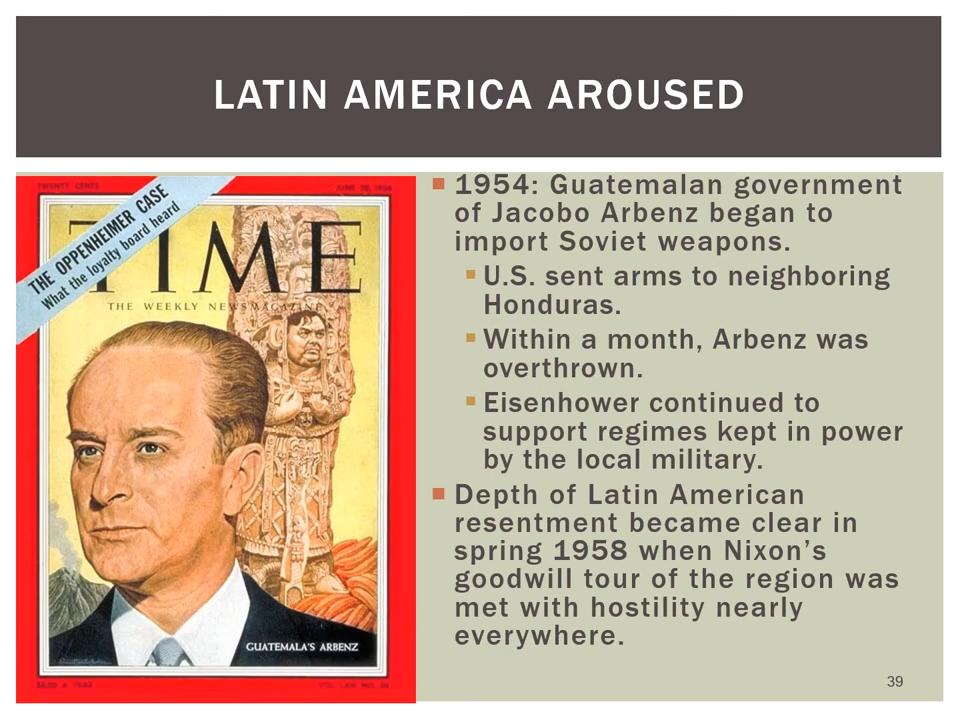 LATIN AMERICA AROUSED
TWENTY CENTS
JUNE 28, 1954
THE OPPENHEIMER CASE
What the loyalty board heard
TIME
THE WEEKLY NEWSMAGAZINE
GUATEMALA'S ARBENZ
1954: Guatemalan government
of Jacobo Arbenz began to
import Soviet weapons.
U.S. sent arms to neighboring
Honduras.
Within a month, Arbenz was
overthrown.
Eisenhower continued to
support regimes kept in power
by the local military.
Depth of Latin American
resentment became clear in
spring 1958 when Nixon’s
goodwill tour of the region was
met with hostility nearly
everywhere.
39